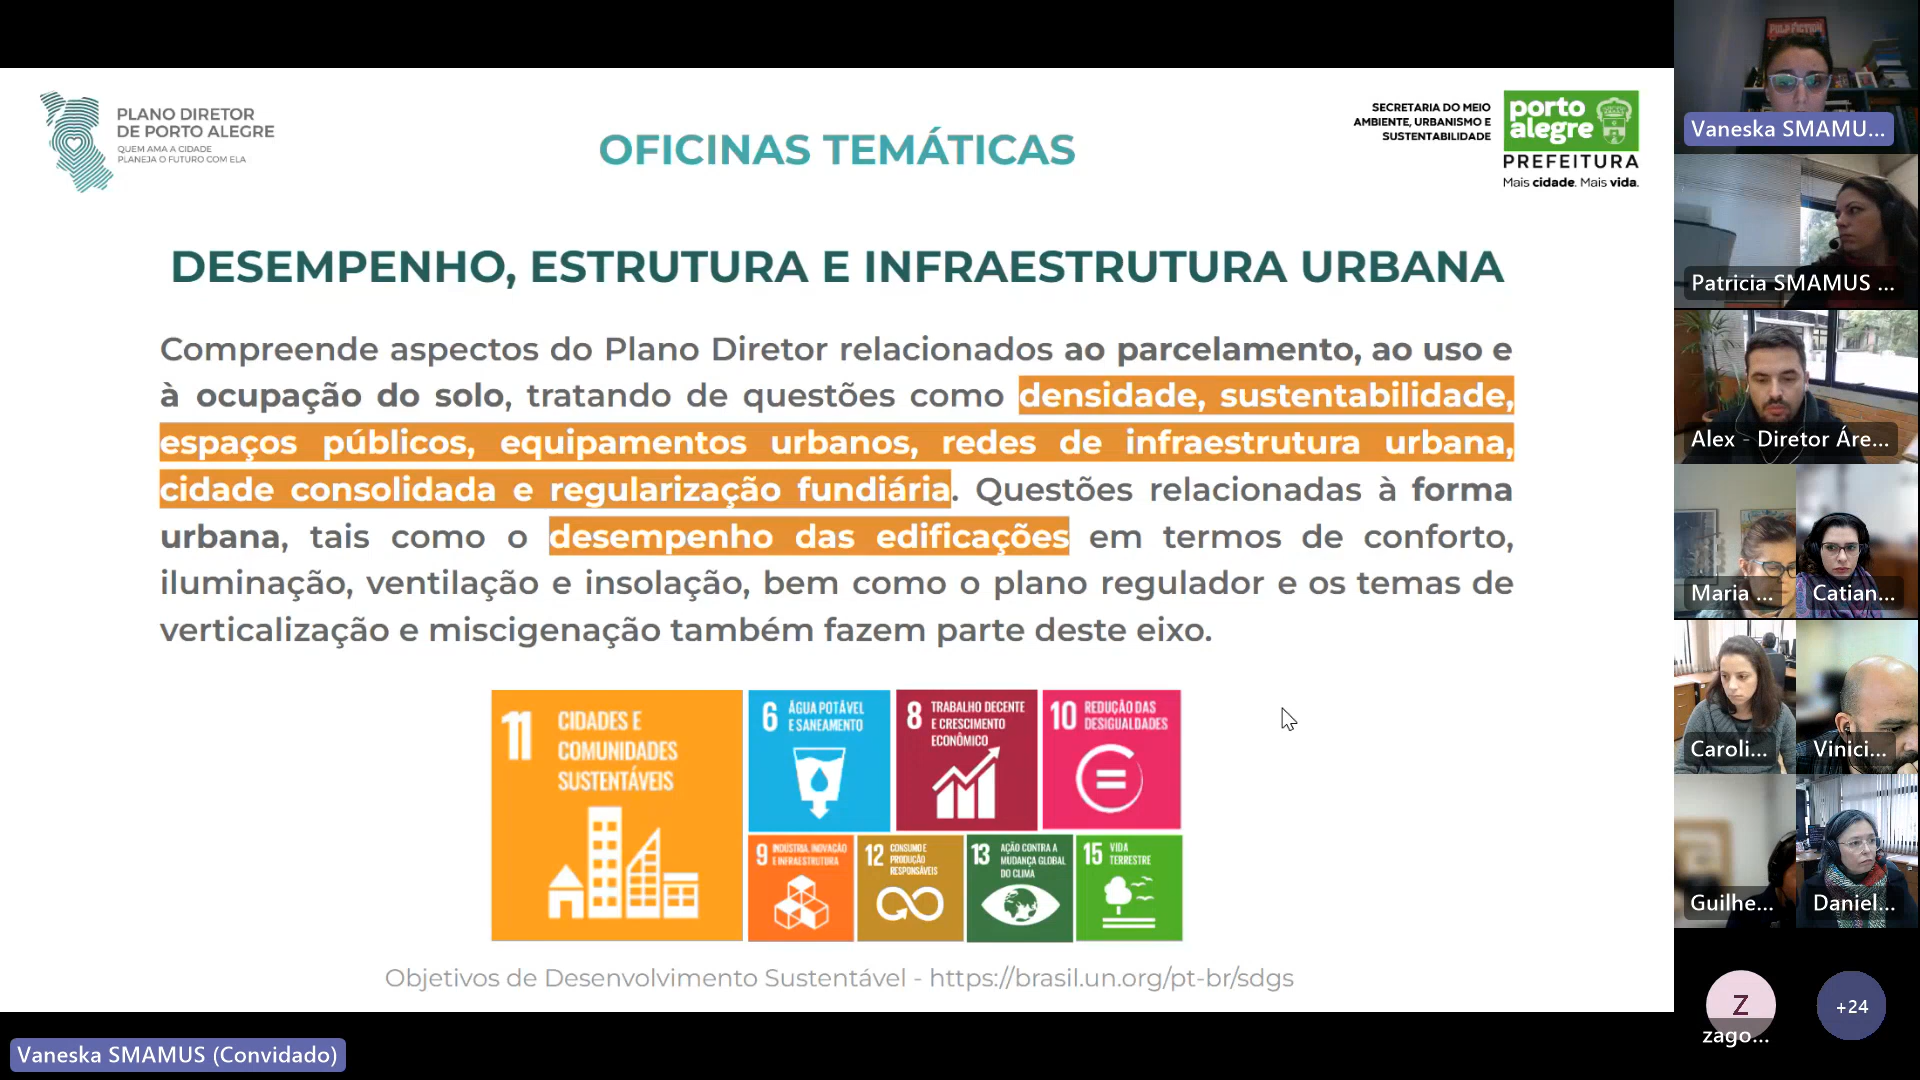 PLANO DIRETOR
DE PORTO ALEGRE
QUEM AMA A CIDADE
PLANEJA O FUTURO COM ELA
OFICINAS TEMÁTICAS
SECRETARIA DO MEIO
AMBIENTE, URBANISMO E
SUSTENTABILIDADE
porto
alegre
PREFEITURA
Mais cidade. Mais vida.
DESEMPENHO, ESTRUTURA E INFRAESTRUTURA URBANA
Compreende aspectos do Plano Diretor relacionados ao parcelamento, ao uso e
à ocupação do solo, tratando de questões como densidade, sustentabilidade,
espaços públicos, equipamentos urbanos, redes de infraestrutura urbana,
cidade consolidada e regularização fundiária. Questões relacionadas à forma
urbana, tais como o desempenho das edificações em termos de conforto,
iluminação, ventilação e insolação, bem como o plano regulador e os temas de
verticalização e miscigenação também fazem parte deste eixo.
11 CIDADES E
COMUNIDADES
SUSTENTÁVEIS
6 ÁGUA POTÁVEL
E SANEAMENTO
8 TRABALHO DECENTE
E CRESCIMENTO
ECONÔMICO
10 REDUÇÃO DAS
DESIGUALDADES
9 INDÚSTRIA, INOVAÇÃO
E INFRAESTRUTURA
12 CONSUMO E
PRODUÇÃO
RESPONSÁVEIS
13 AÇÃO CONTRA A
MUDANÇA GLOBAL
DO CLIMA
15 VIDA
TERRESTRE
Objetivos de Desenvolvimento Sustentável - https://brasil.un.org/pt-br/sdgs
Vaneska SMAMUS (Convidado)
PULP FICTION
Vaneska SMAMU...
Patricia SMAMUS ...
Alex - Diretor Áre...
Maria ...
Catian...
Caroli...
Vinici...
Guilhe...
Daniel...
Z
zago...
+24